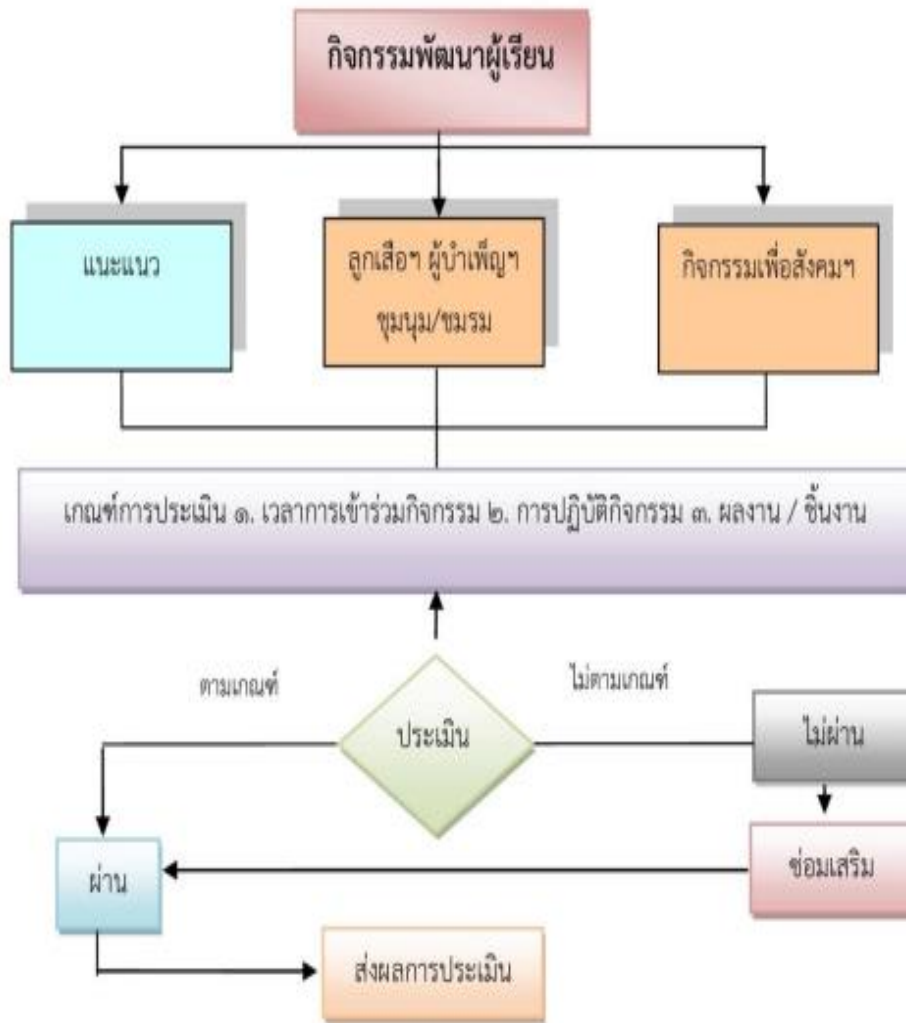 กิจกรรมพัฒนาผู้เรียน
แนะแนว
ลูกเสือฯ ผู้บำเพ็ญฯ
ชุมนุม/ชมรม
กิจกรรมเพื่อสังคมฯ
เกณฑ์การประเมิน ๑. เวลาการเข้าร่วมกิจกรรม ๒. การปฏิบัติกิจกรรม ๓. ผลงาน / ชิ้นงาน
ตามเกณฑ์
ไม่ตามเกณฑ์
ประเมิน
ไม่ผ่าน
ผ่าน
ซ่อมเสริม
ส่งผลการประเมิน